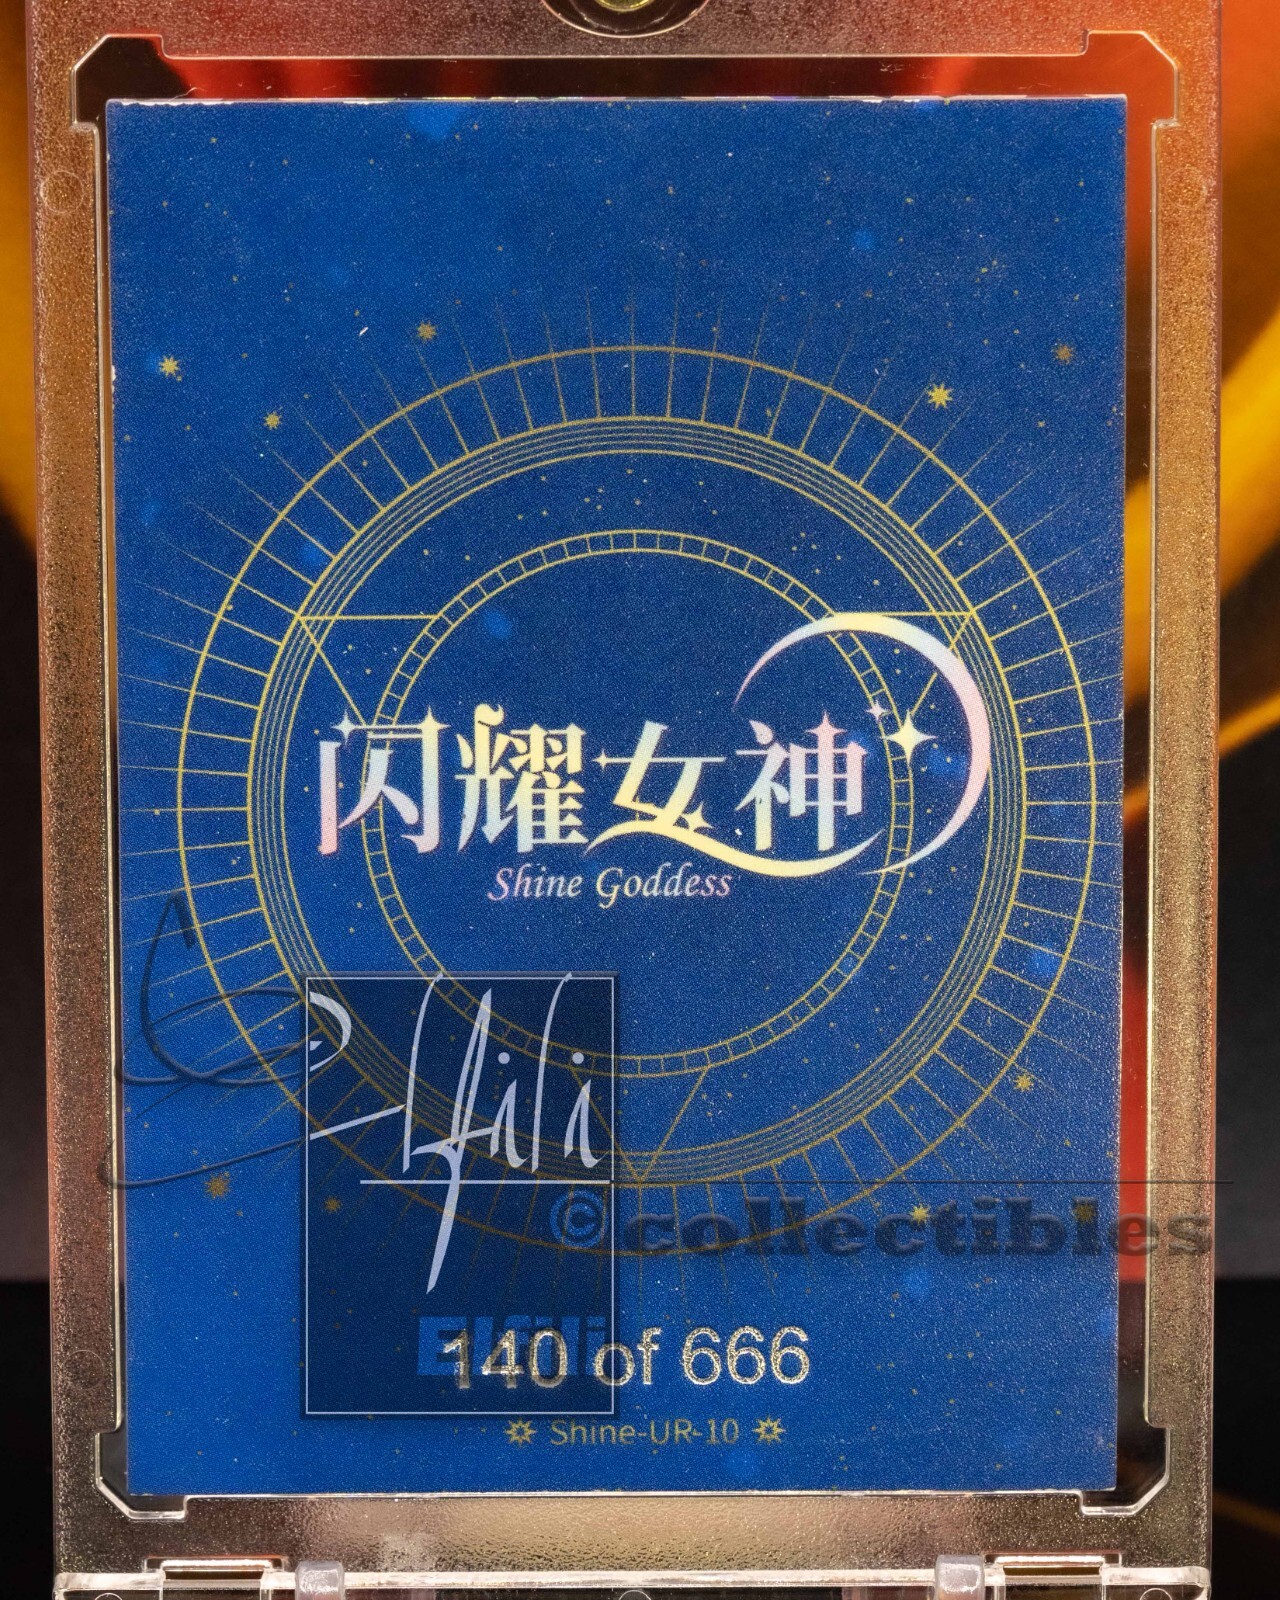 闪耀女神
Shine Goddess
Elfili
© collectibles
Elfili
140 of 666
Shine-UR-10